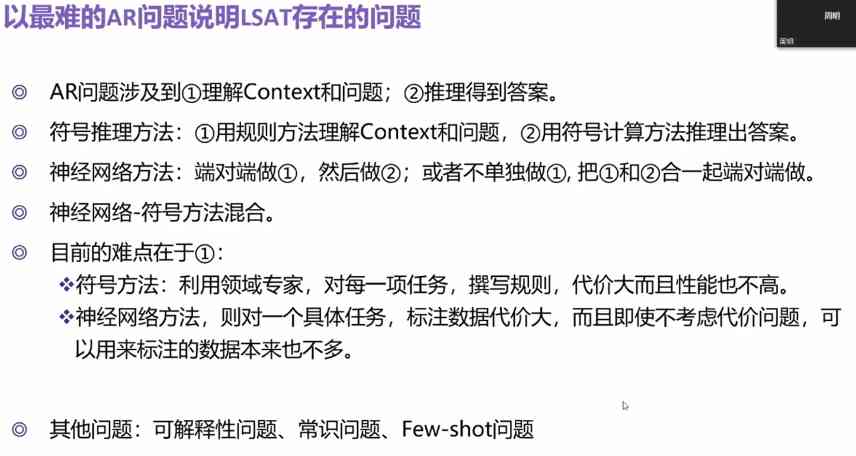 以最难的AR问题说明LSAT存在的问题
周明
周明
◎ AR问题涉及到①理解Context和问题；②推理得到答案。
◎ 符号推理方法：①用规则方法理解Context和问题，②用符号计算方法推理出答案。
◎ 神经网络方法：端对端做①，然后做②；或者不单独做①, 把①和②合一起端对端做。
◎ 神经网络-符号方法混合。
◎ 目前的难点在于①：
❖符号方法：利用领域专家，对每一项任务，撰写规则，代价大而且性能也不高。
❖神经网络方法，则对一个具体任务，标注数据代价大，而且即使不考虑代价问题，可
以用来标注的数据本来也不多。
◎ 其他问题：可解释性问题、常识问题、Few-shot问题